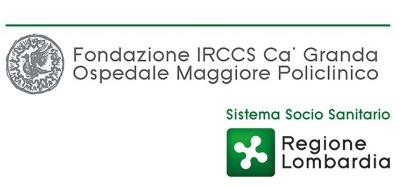 Fondazione IRCCS Ca' Granda
Ospedale Maggiore Policlinico
Sistema Socio Sanitario
Regione
Lombardia